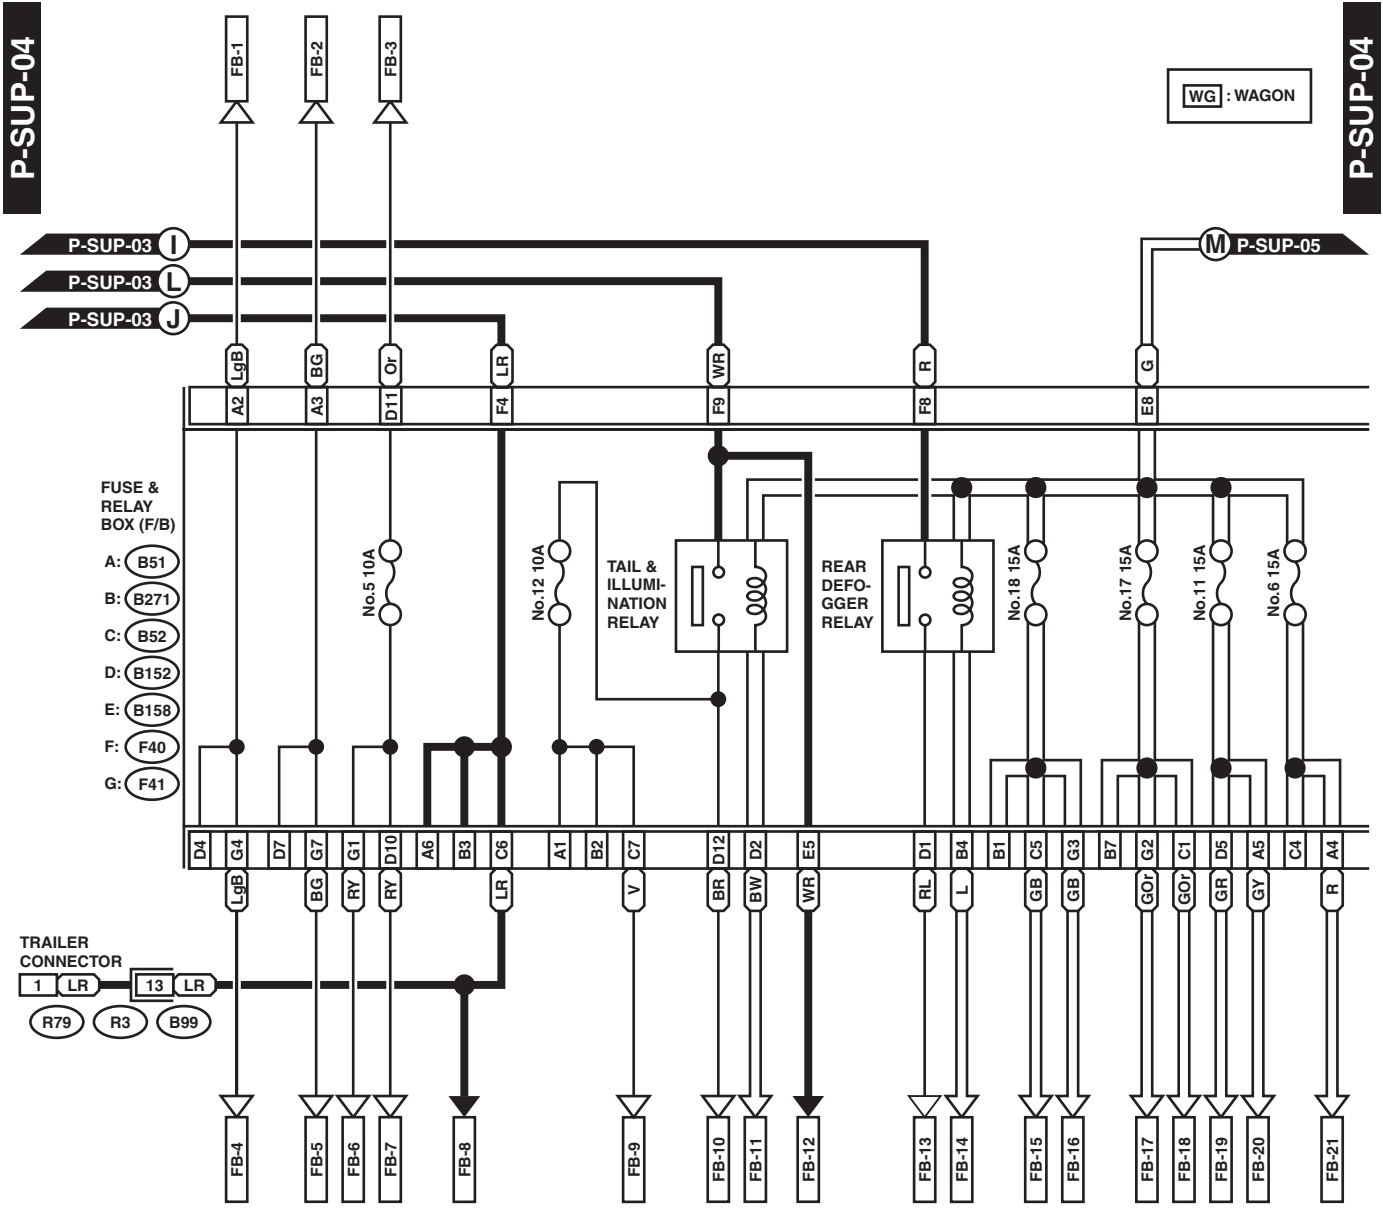 P-SUP-04
P-SUP-04
FB-1
FB-2
FB-3
WG : WAGON
P-SUP-03 I
M P-SUP-05
P-SUP-03 L
P-SUP-03 J
LgB
BG
Or
LR
WR
R
G
A2
A3
D11
F4
F9
F8
E8
FUSE &
RELAY
BOX (F/B)
A: B51
B: B271
C: B52
D: B152
E: B158
F: F40
G: F41
No.5 10A
No.12 10A
TAIL &
ILLUMI-
NATION
RELAY
REAR
DEFO-
GGER
RELAY
No.18 15A
No.17 15A
No.11 15A
No.6 15A
D4
G4
D7
G7
G1
D10
A6
B3
C6
A1
B2
C7
D12
D2
E5
D1
B4
B1
C5
G3
B7
G2
C1
D5
A5
C4
A4
LgB
BG
RY
RY
LR
V
BR
BW
WR
RL
L
GB
GB
GOr
GOr
GR
GY
R
TRAILER
CONNECTOR
1 LR 13 LR
R79 R3 B99
FB-4
FB-5
FB-6
FB-7
FB-8
FB-9
FB-10
FB-11
FB-12
FB-13
FB-14
FB-15
FB-16
FB-17
FB-18
FB-19
FB-20
FB-21